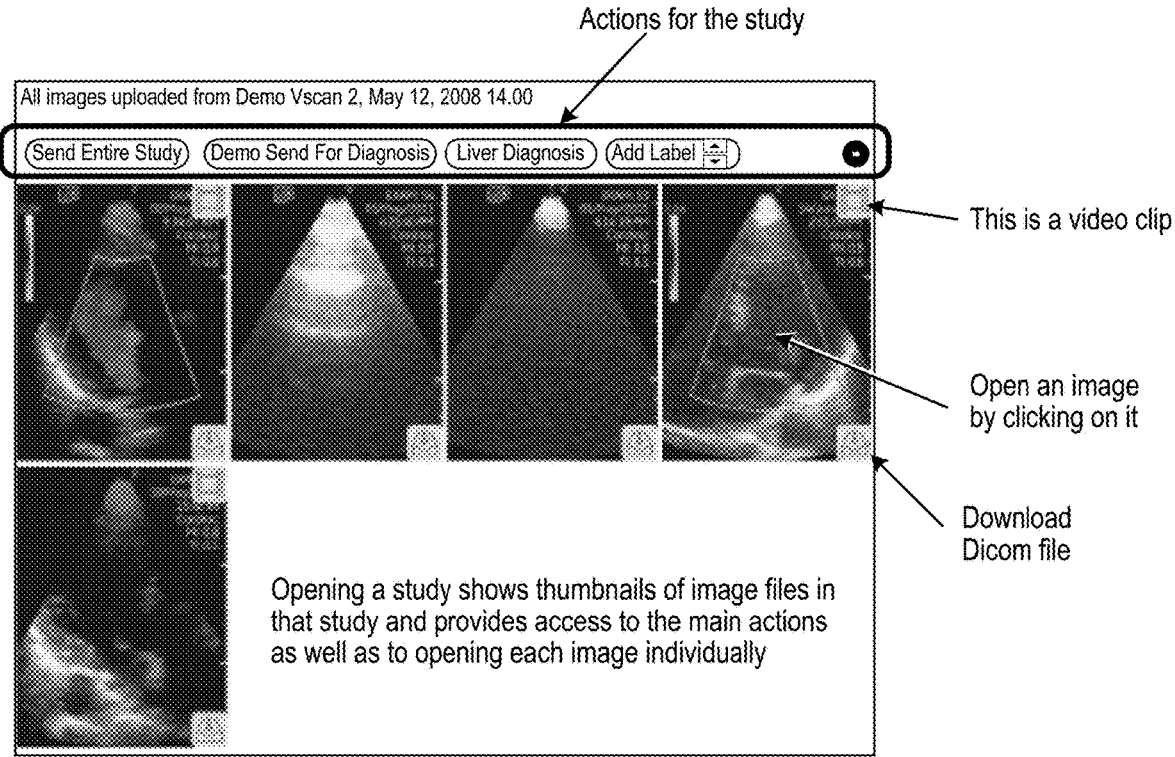 Actions for the study
All images uploaded from Demo Vscan 2, May 12, 2008 14.00
Send Entire Study Demo Send For Diagnosis Liver Diagnosis Add Label
This is a video clip
Open an image
by clicking on it
Download
Dicom file
Opening a study shows thumbnails of image files in
that study and provides access to the main actions
as well as to opening each image individually